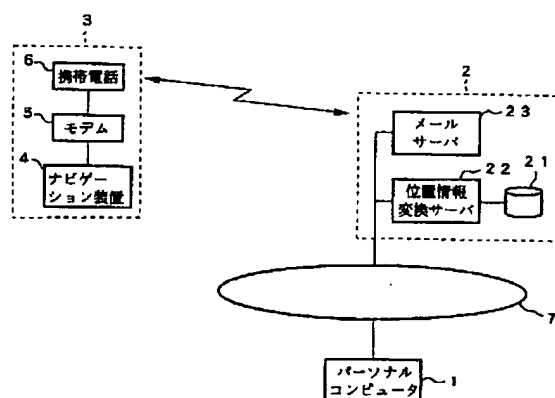 3
6
携帯電話
5
モデム
4
ナビゲー
ション装置
2
23
メール
サーバ
22
21
位置情報
変換サーバ
7
パーソナル
コンピュータ
1